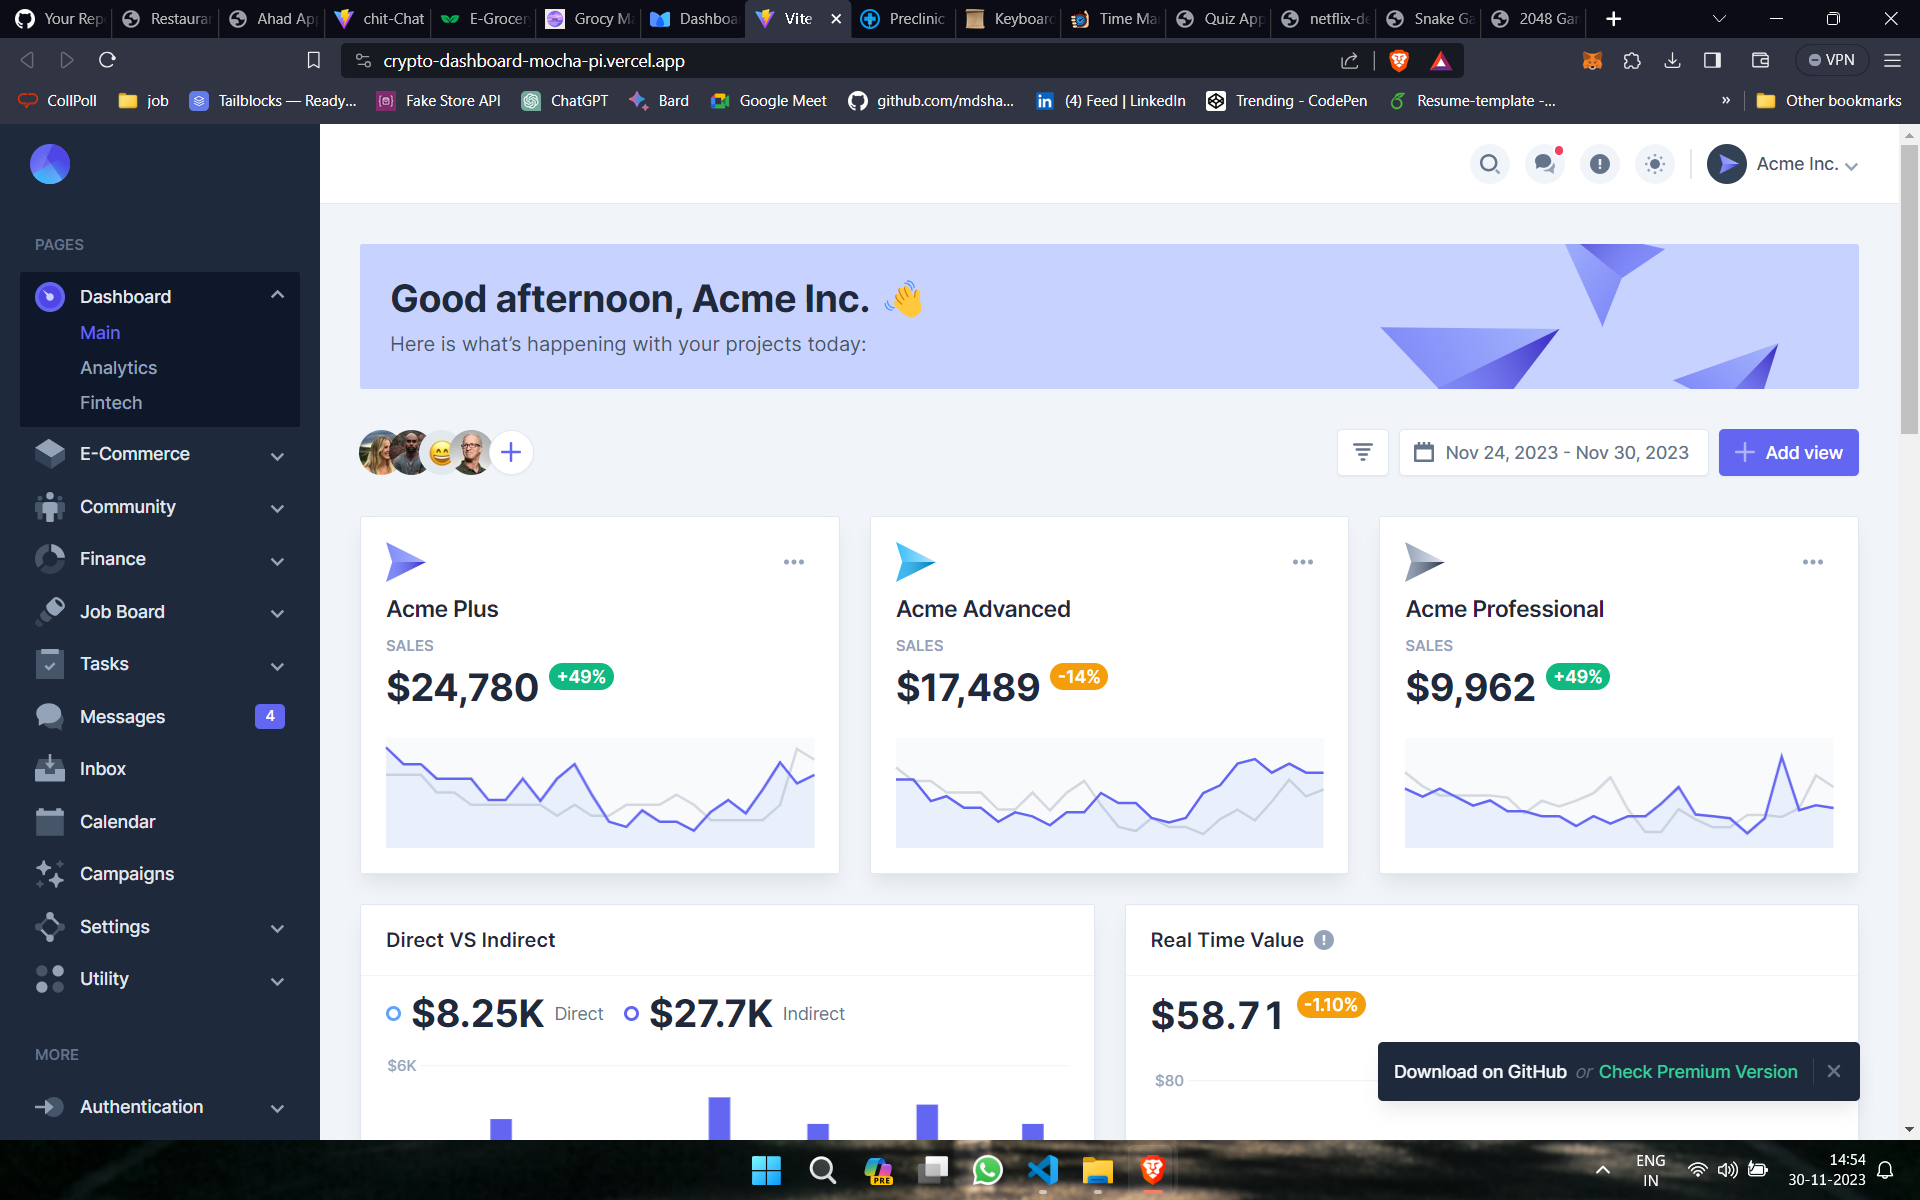 Your Rep
Restauran
Ahad App
chit-Chat
E-Grocery
Grocy Ma
Dashboa
Vite
Preclinic
Keyboard
Time Ma
Quiz App
netflix-de
Snake Ga
2048 Gam
crypto-dashboard-mocha-pi.vercel.app
VPN
CollPoll
job
Tailblocks — Ready...
Fake Store API
ChatGPT
Bard
Google Meet
github.com/mdsha...
(4) Feed | LinkedIn
Trending - CodePen
Resume-template -...
»
Other bookmarks
Acme Inc.
PAGES
Dashboard
Main
Analytics
Fintech
E-Commerce
Community
Finance
Job Board
Tasks
Messages 4
Inbox
Calendar
Campaigns
Settings
Utility
MORE
Authentication
Good afternoon, Acme Inc. 👋
Here is what’s happening with your projects today:
Nov 24, 2023 - Nov 30, 2023
Add view
Acme Plus
SALES
$24,780 +49%
Acme Advanced
SALES
$17,489 -14%
Acme Professional
SALES
$9,962 +49%
Direct VS Indirect
$8.25K Direct $27.7K Indirect
$6K
Real Time Value
$58.71 -1.10%
$80
Download on GitHub or Check Premium Version
PRE
ENG
IN
14:54
30-11-2023